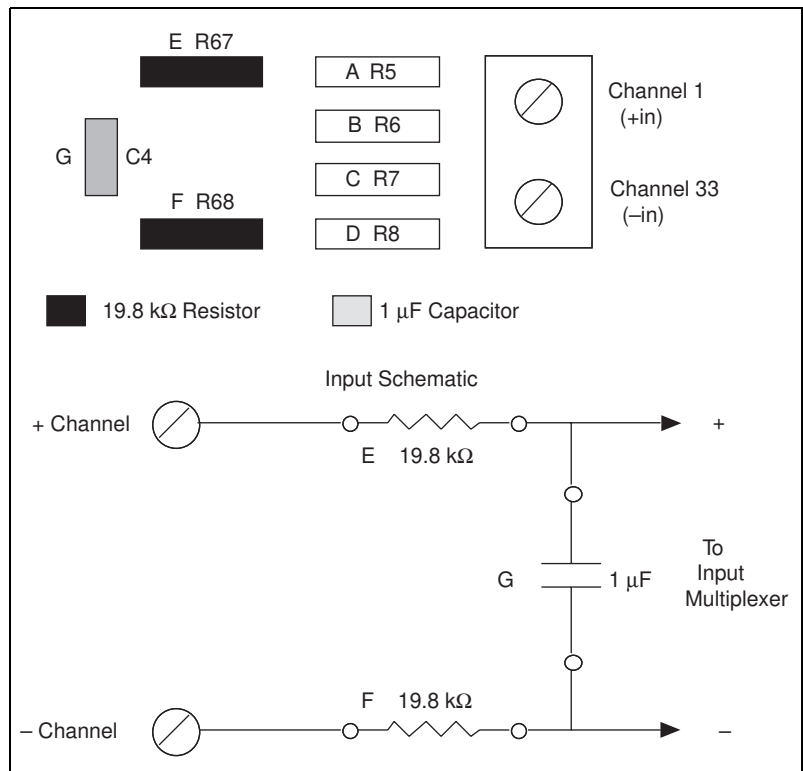 E R67
A R5
Channel 1
(+in)
B R6
G C4
C R7
Channel 33
(–in)
F R68
D R8
19.8 kΩ Resistor
1 µF Capacitor
Input Schematic
+ Channel
+
E 19.8 kΩ
To
Input
Multiplexer
G 1 µF
F 19.8 kΩ
– Channel
–